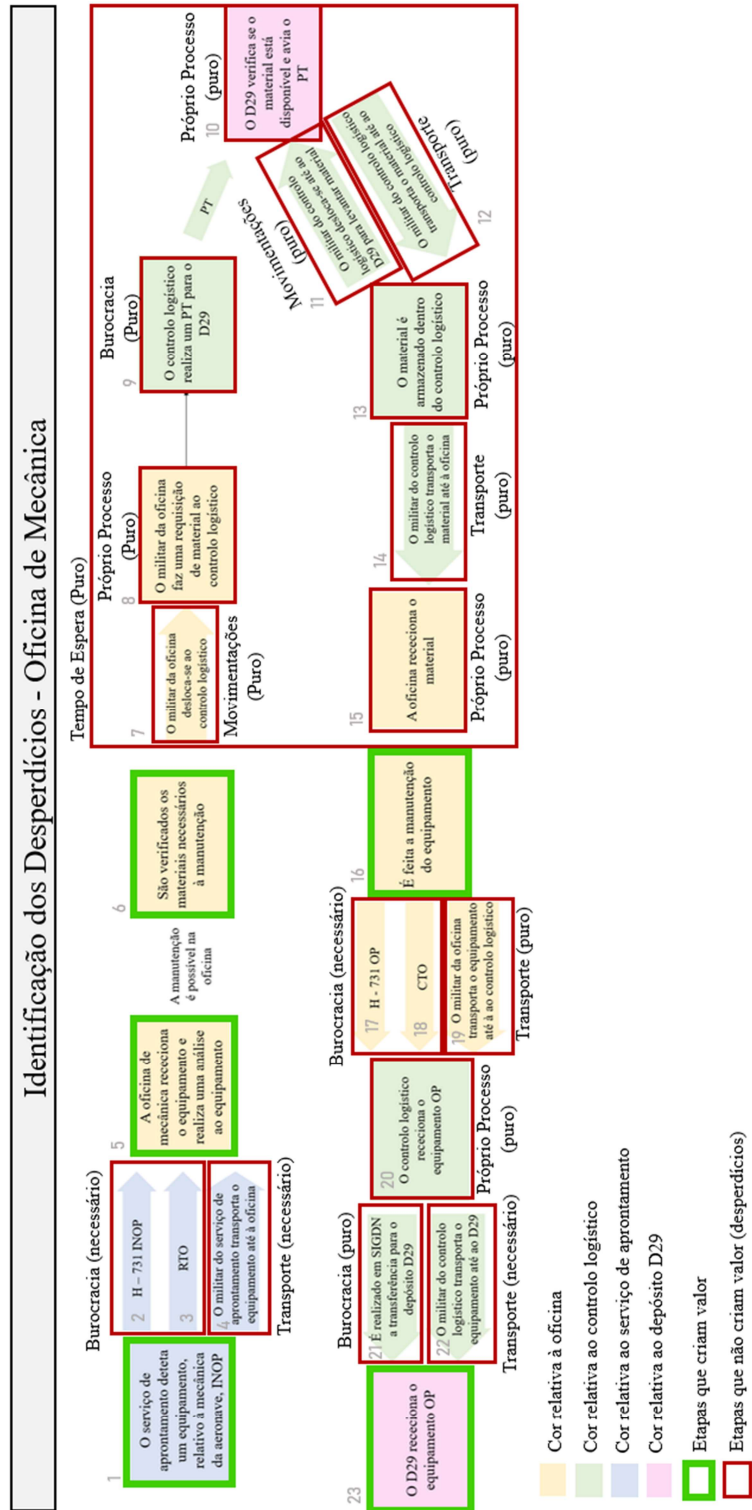 Identificação dos Desperdícios - Oficina de Mecânica
1
O serviço de
aprontamento deteta
um equipamento,
relativo à mecânica
da aeronave, INOP
Burocracia (necessário)
2
H – 731 INOP
3
RTO
4
O militar do serviço de
aprontamento transporta o
equipamento até à oficina
Transporte (necessário)
5
A oficina de
mecânica receciona
o equipamento e
realiza uma análise
ao equipamento
A manutenção
é possível na
oficina
6
São verificados os
materiais necessários
à manutenção
Tempo de Espera (Puro)
7
O militar da oficina
desloca-se ao
controlo logístico
Movimentações
(Puro)
Próprio Processo
(Puro)
8
O militar da oficina
faz uma requisição
de material ao
controlo logístico
Burocracia
(Puro)
9
O controlo logístico
realiza um PT para o
D29
PT
Próprio Processo
(puro)
10
O D29 verifica se o
material está
disponível e avia o
PT
Movimentações
(puro)
11
O militar do controlo
logístico desloca-se até ao
D29 para levantar material
O militar do controlo logístico
transporta o material até ao
controlo logístico
Transporte
(puro)
12
13
O material é
armazenado dentro
do controlo logístico
Próprio Processo
(puro)
14
O militar do controlo
logístico transporta o
material até à oficina
Transporte
(puro)
15
A oficina receciona o
material
Próprio Processo
(puro)
16
É feita a manutenção
do equipamento
Burocracia (necessário)
17
H - 731 OP
18
CTO
19
O militar da oficina
transporta o equipamento
até à ao controlo logístico
Transporte (puro)
20
O controlo logístico
receciona o
equipamento OP
Próprio Processo
(puro)
Burocracia (puro)
21
É realizado em SIGDN
a transferência para o
depósito D29
22
O militar do controlo
logístico transporta o
equipamento até ao D29
Transporte (necessário)
23
O D29 receciona o
equipamento OP
Cor relativa à oficina
Cor relativa ao controlo logístico
Cor relativa ao serviço de aprontamento
Cor relativa ao depósito D29
Etapas que criam valor
Etapas que não criam valor (desperdícios)